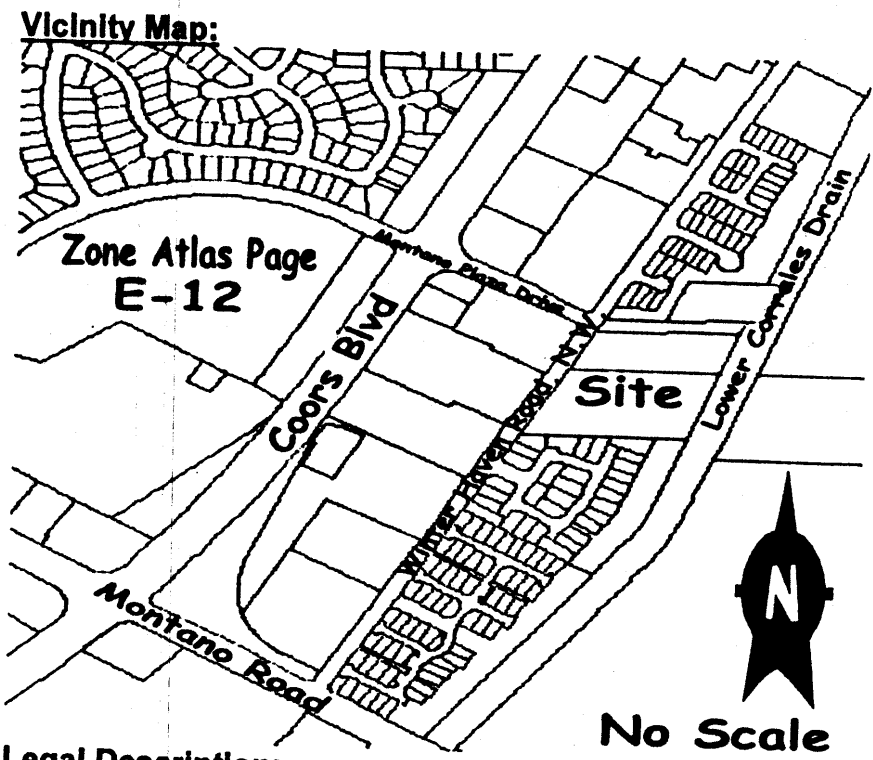 Vicinity Map:
Zone Atlas Page
E-12
Montano Plaza Drive
Coors Blvd
Winter Haven Road N.W.
Site
Lower Corrales Drain
Montano Road
N
No Scale
Legal Description: